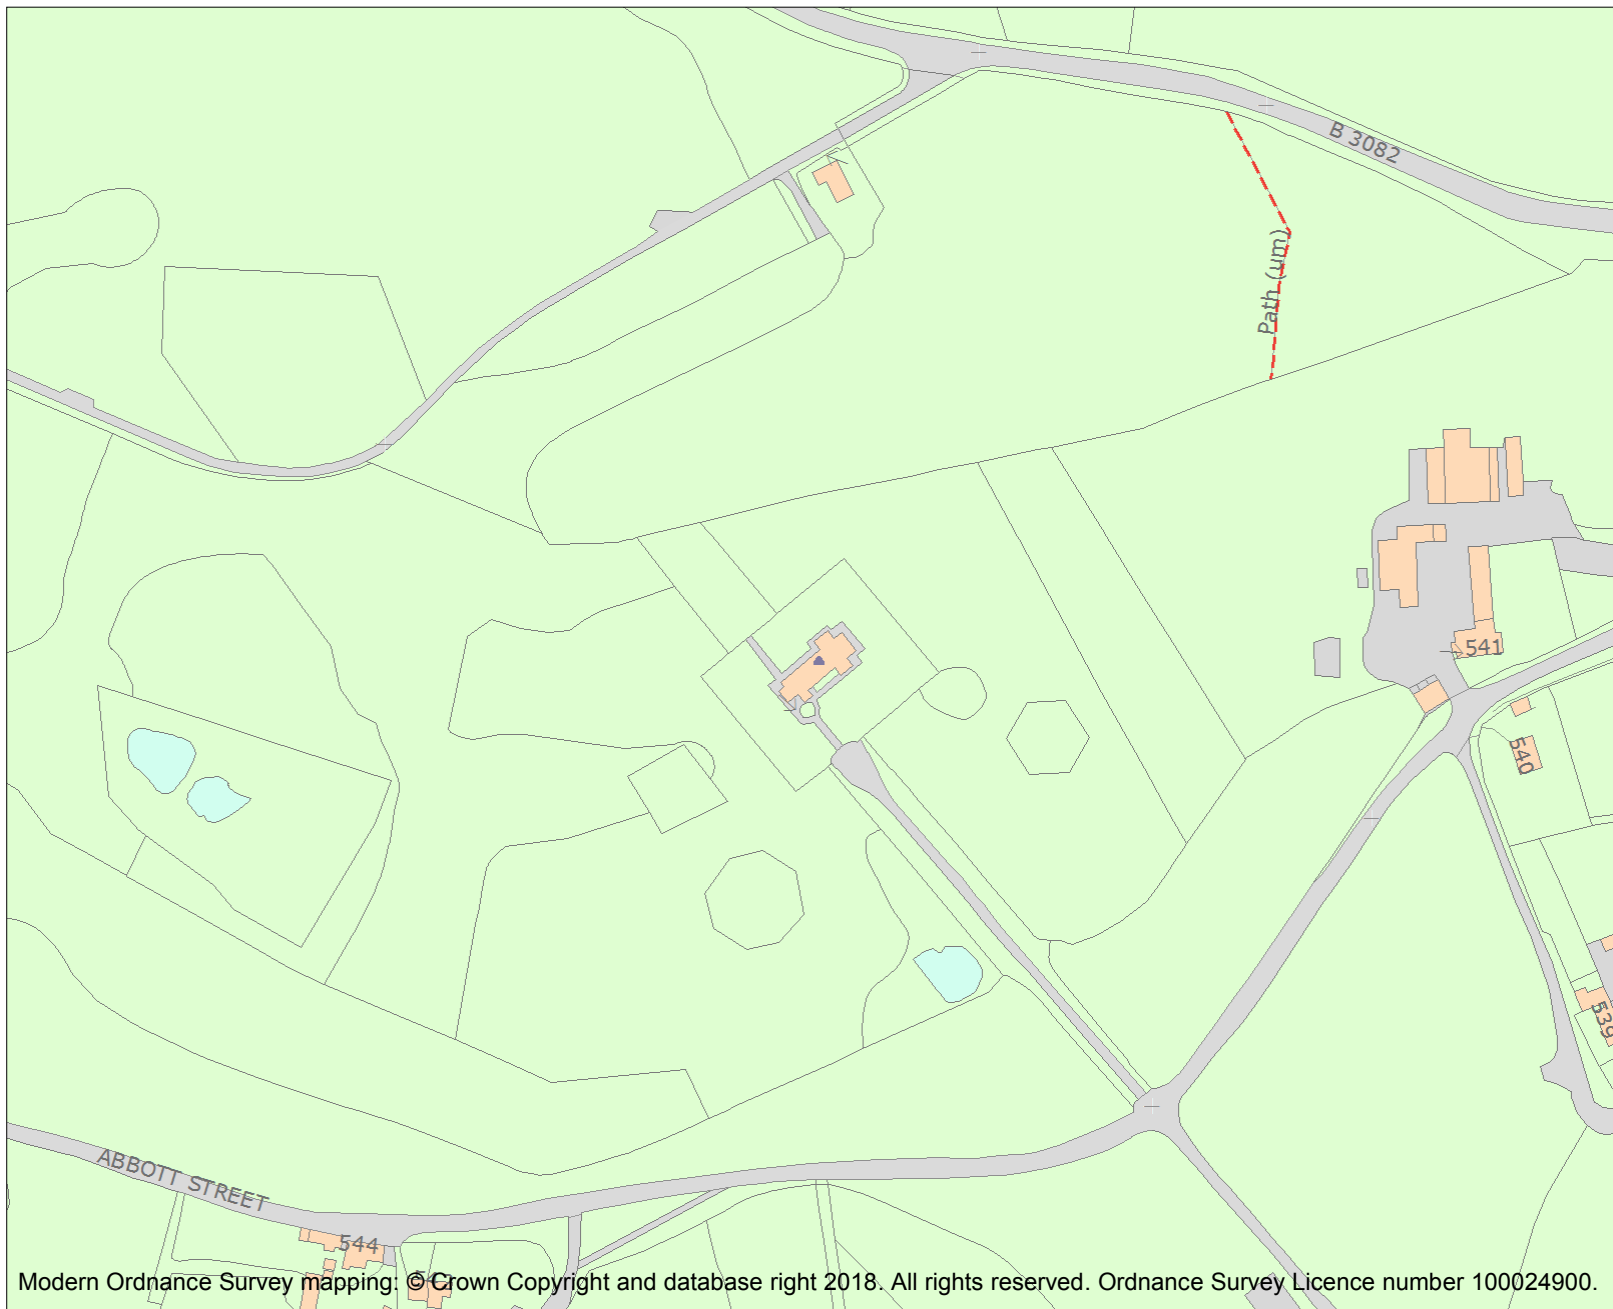 B 3082
Path (um)
541
540
539
ABBOTT STREET
544
Modern Ordnance Survey mapping: © Crown Copyright and database right 2018. All rights reserved. Ordnance Survey Licence number 100024900.